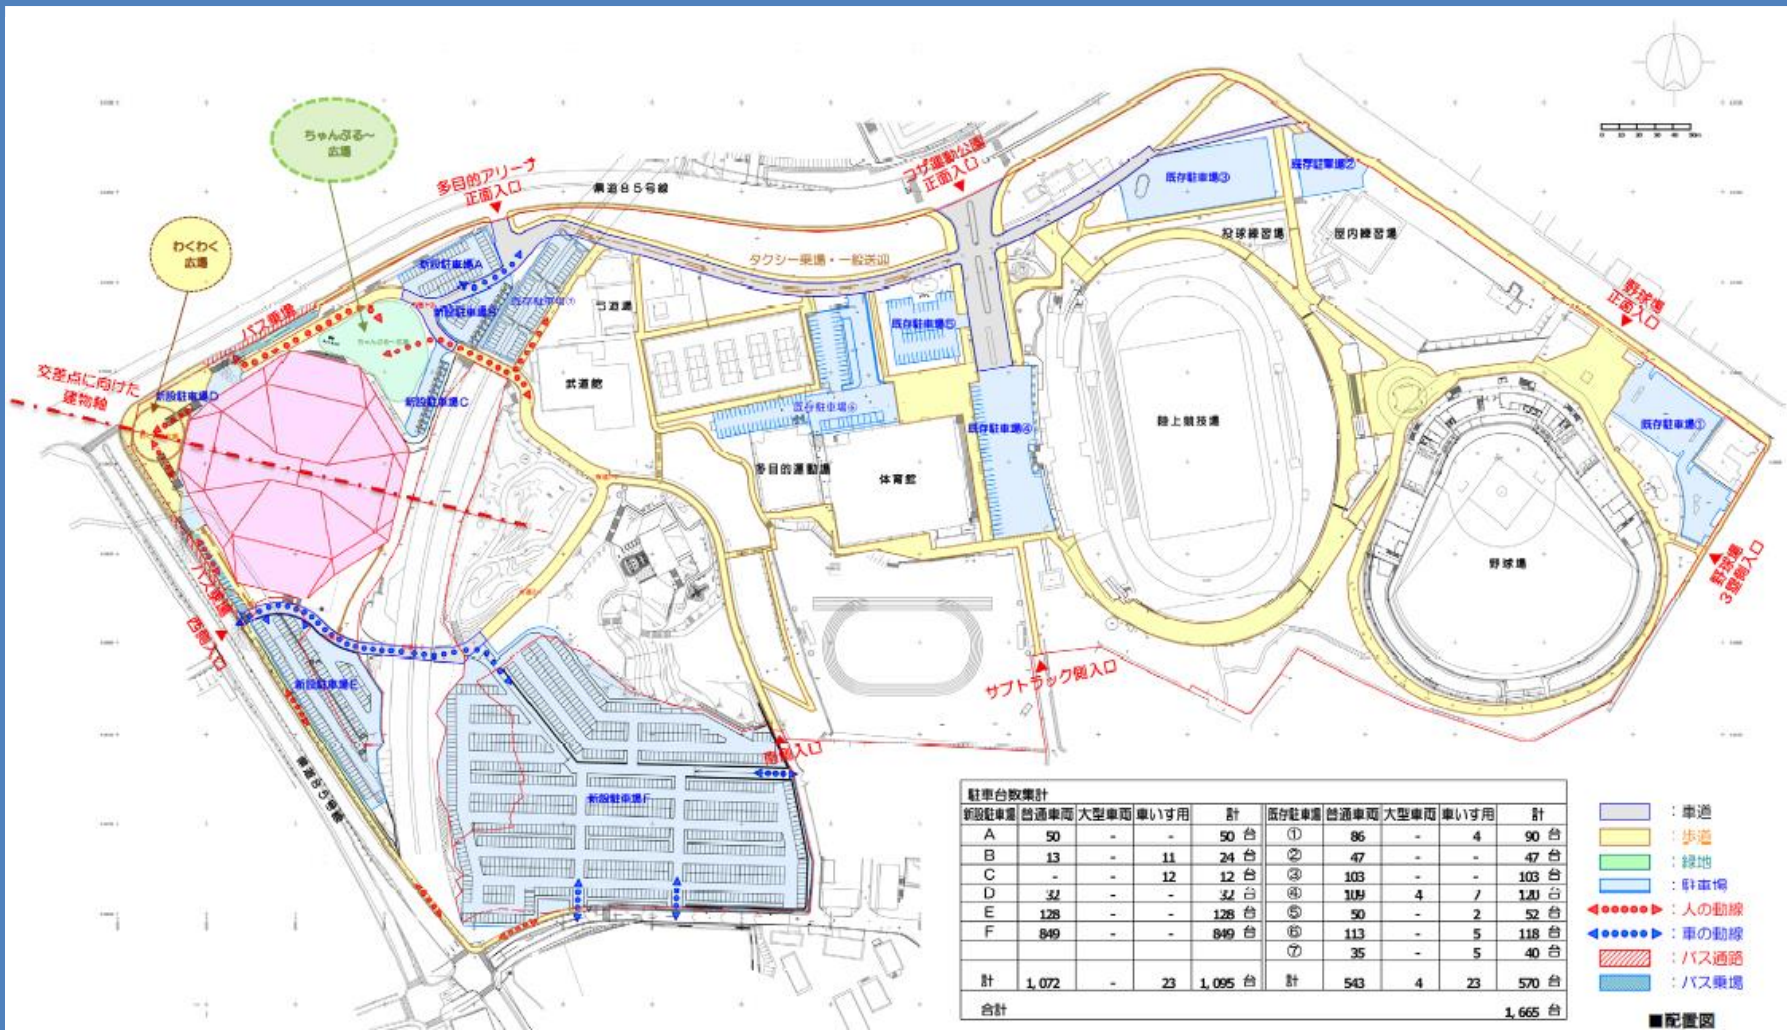 ちゃんぷる～
広場
わくわく
広場
多目的アリーナ
正面入口
県道85号線
コザ運動公園
正面入口
既存駐車場③
既存駐車場②
投球練習場
屋内練習場
野球場
正面入口
新設駐車場A
新設駐車場B
既存駐車場⑦
タクシー乗場・一般送迎
弓道場
既存駐車場⑤
バス乗場
ちゃんぷる～広場
交差点に向けた
建物軸
新設駐車場D
新設駐車場C
武道館
既存駐車場⑥
既存駐車場④
陸上競技場
既存駐車場①
多目的運動場
体育館
野球場
野球場
3塁側入口
バス乗場
西側入口
新設駐車場E
サブトラック側入口
南側入口
新設駐車場F
県道85号線
駐車台数集計
新設駐車場 普通車両 大型車両 車いす用 計 既存駐車場 普通車両 大型車両 車いす用 計
A 50 - - 50 台 ① 86 - 4 90 台
B 13 - 11 24 台 ② 47 - - 47 台
C - - 12 12 台 ③ 103 - - 103 台
D 32 - - 32 台 ④ 109 4 7 120 台
E 128 - - 128 台 ⑤ 50 - 2 52 台
F 849 - - 849 台 ⑥ 113 - 5 118 台
⑦ 35 - 5 40 台
計 1,072 - 23 1,095 台 計 543 4 23 570 台
合計 1,665 台
：車道
：歩道
：緑地
：駐車場
：人の動線
：車の動線
：バス通路
：バス乗場
■配置図